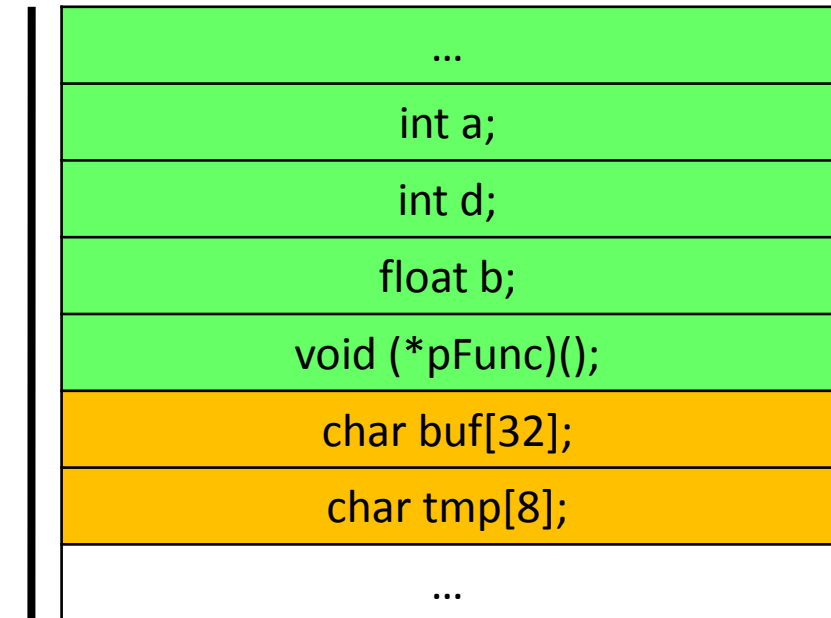 ...
int a;
int d;
float b;
void (*pFunc)();
char buf[32];
char tmp[8];
...